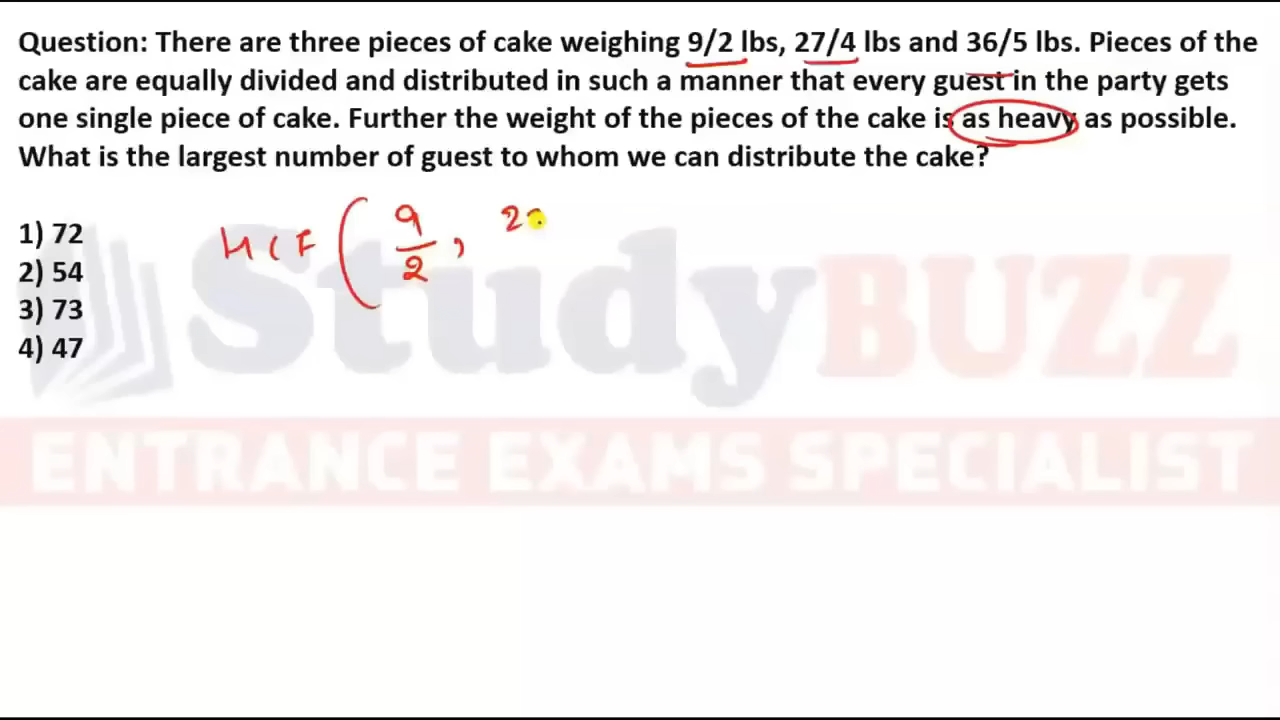 Question: There are three pieces of cake weighing 9/2 lbs, 27/4 lbs and 36/5 lbs. Pieces of the
cake are equally divided and distributed in such a manner that every guest in the party gets
one single piece of cake. Further the weight of the pieces of the cake is as heavy as possible.
What is the largest number of guest to whom we can distribute the cake?
1) 72
2) 54
3) 73
4) 47
HCF ( 9/2 , 2
StudyBUZZ
ENTRANCE EXAMS SPECIALIST